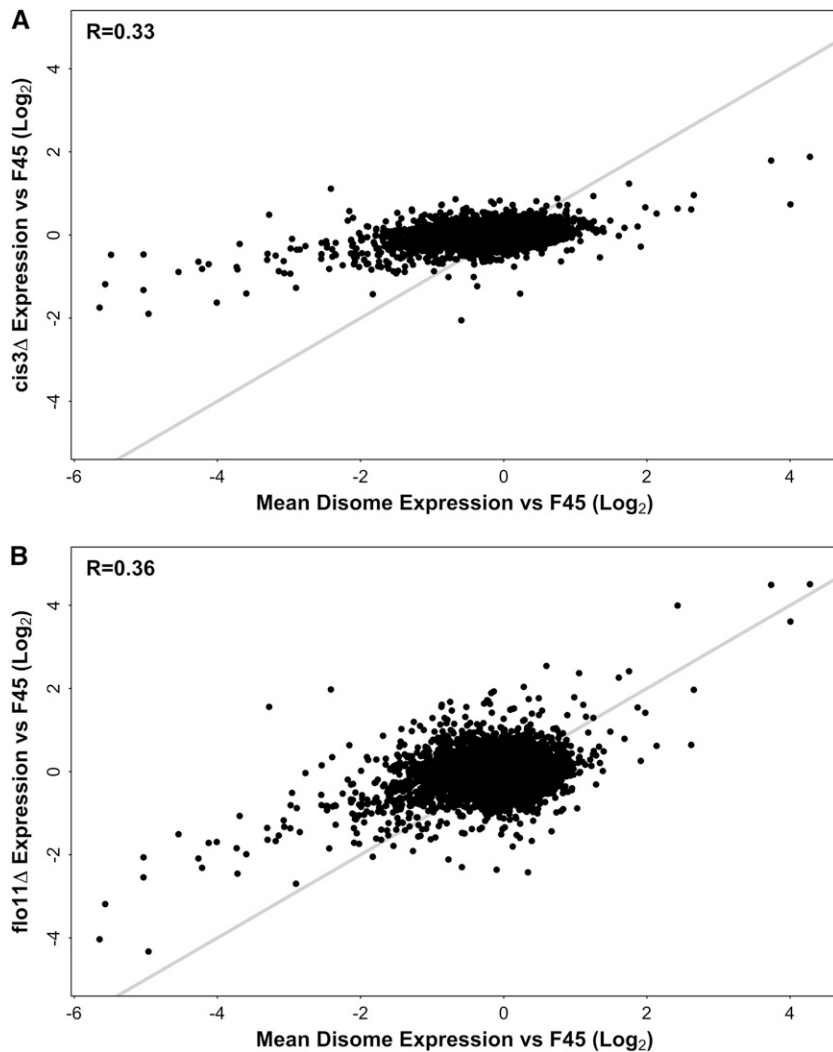 A
R=0.33
cis3Δ Expression vs F45 (Log2)
4
2
0
-2
-4
-6 -4 -2 0 2 4
Mean Disome Expression vs F45 (Log2)
B
R=0.36
flo11Δ Expression vs F45 (Log2)
4
2
0
-2
-4
-6 -4 -2 0 2 4
Mean Disome Expression vs F45 (Log2)